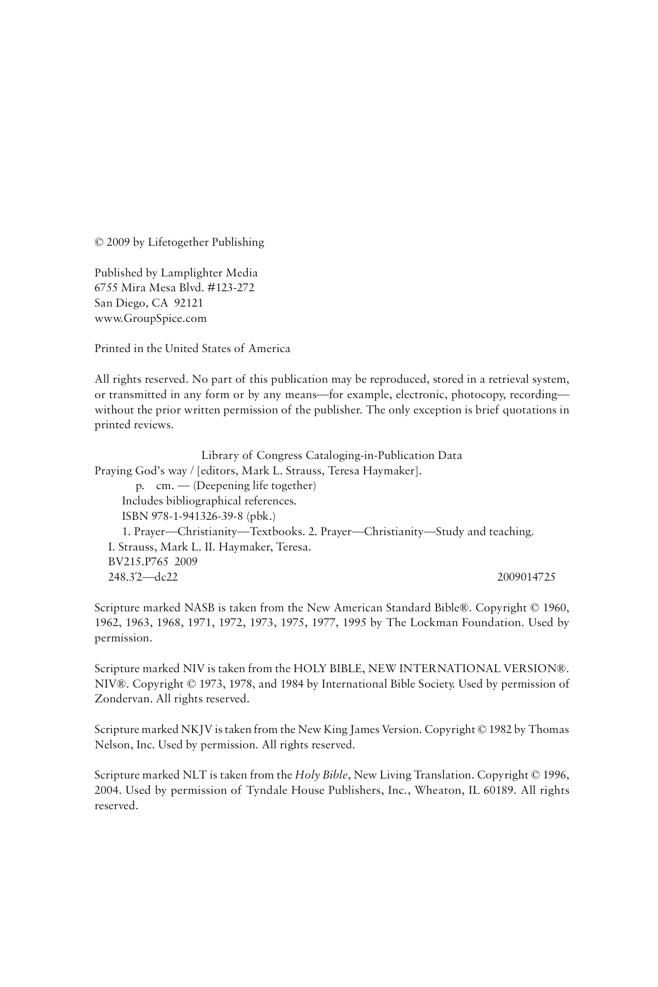 © 2009 by Lifetogether Publishing
Published by Lamplighter Media
6755 Mira Mesa Blvd. #123-272
San Diego, CA  92121
www.GroupSpice.com
Printed in the United States of America
All rights reserved. No part of this publication may be reproduced, stored in a retrieval system,
or transmitted in any form or by any means—for example, electronic, photocopy, recording—
without the prior written permission of the publisher. The only exception is brief quotations in
printed reviews.
Library of Congress Cataloging-in-Publication Data
Praying God’s way / [editors, Mark L. Strauss, Teresa Haymaker].
p.    cm. — (Deepening life together)
Includes bibliographical references.
ISBN 978-1-941326-39-8 (pbk.)
1. Prayer—Christianity—Textbooks. 2. Prayer—Christianity—Study and teaching.
I. Strauss, Mark L. II. Haymaker, Teresa.
BV215.P765  2009
248.3′2—dc22 2009014725
Scripture marked NASB is taken from the New American Standard Bible®. Copyright © 1960,
1962, 1963, 1968, 1971, 1972, 1973, 1975, 1977, 1995 by The Lockman Foundation. Used by
permission.
Scripture marked NIV is taken from the HOLY BIBLE, NEW INTERNATIONAL VERSION®.
NIV®. Copyright © 1973, 1978, and 1984 by International Bible Society. Used by permission of
Zondervan. All rights reserved.
Scripture marked NKJV is taken from the New King James Version. Copyright © 1982 by Thomas
Nelson, Inc. Used by permission. All rights reserved.
Scripture marked NLT is taken from the Holy Bible, New Living Translation. Copyright © 1996,
2004. Used by permission of Tyndale House Publishers, Inc., Wheaton, IL 60189. All rights
reserved.